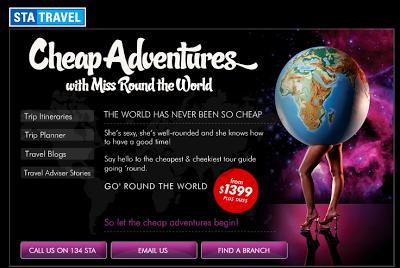 STA TRAVEL
Cheap Adventures
with Miss Round the World
Trip Itineraries
Trip Planner
Travel Blogs
Travel Adviser Stories
THE WORLD HAS NEVER BEEN SO CHEAP
She's sexy, she's well-rounded and she knows
how to have a good time!
Say hello to the cheapest & cheekiest tour guide
going 'round.
GO' ROUND THE WORLD
from
$1399
PLUS TAXES
So let the cheap adventures begin!
CALL US ON 134 STA
EMAIL US
FIND A BRANCH